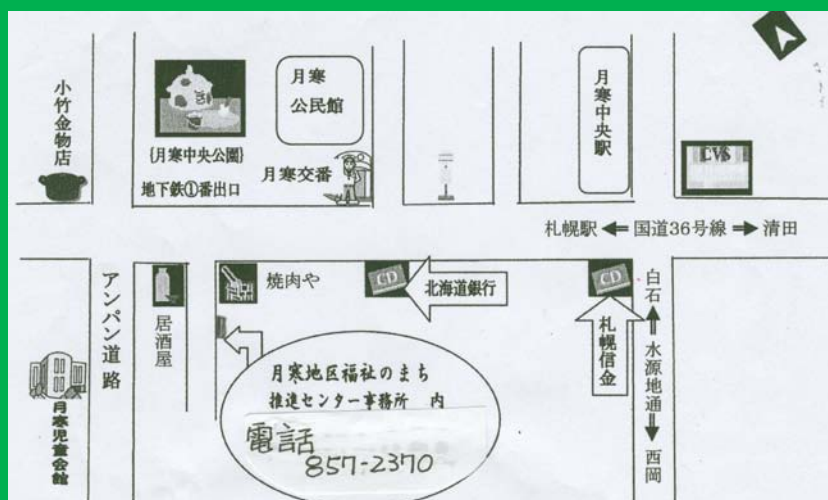 小竹金物店
{月寒中央公園}
地下鉄①番出口
月寒
公民館
月寒交番
月寒中央駅
CVS
札幌駅 ⬅ 国道36号線 ➡ 清田
アンパン道路
居酒屋
焼肉や
CD
北海道銀行
CD
札幌信金
白石 ⬆ 水源地通 ⬇ 西岡
月寒児童会館
月寒地区福祉のまち
推進センター事務所 内
電話
857-2370